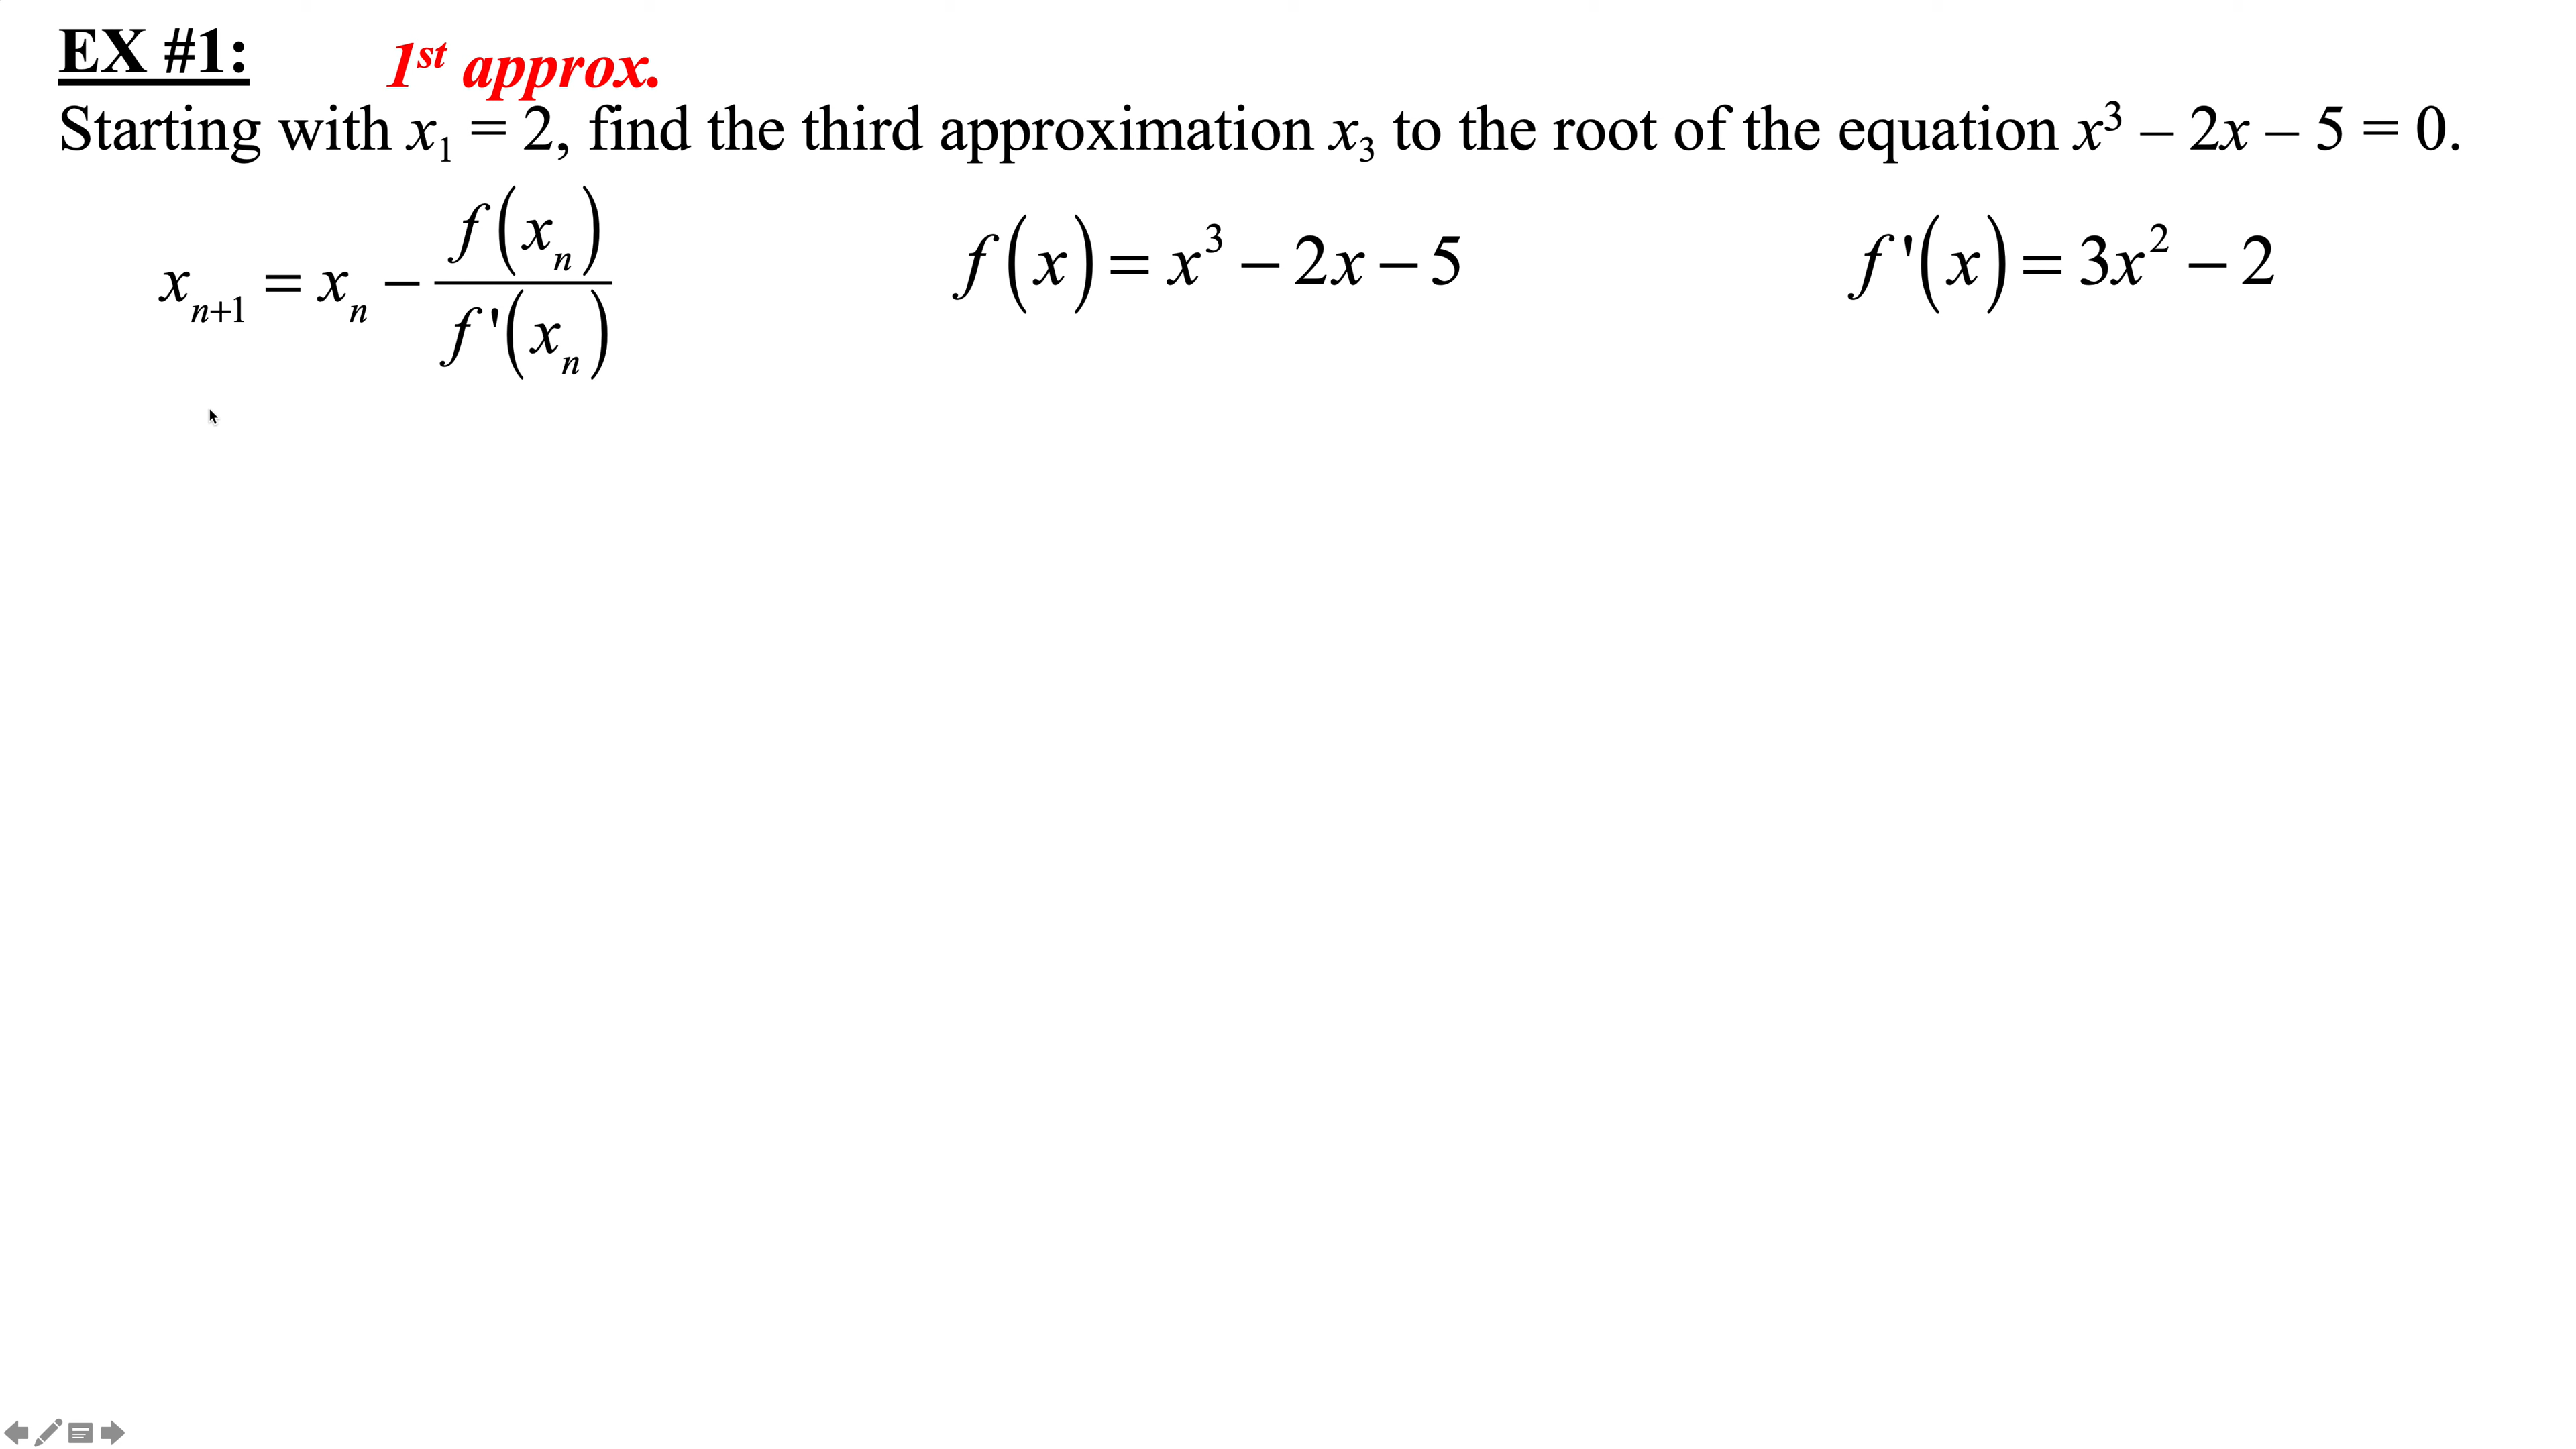 EX #1:
1st approx.
Starting with x₁ = 2, find the third approximation x₃ to the root of the equation x³ – 2x – 5 = 0.
xₙ₊₁ = xₙ − f(xₙ) / f'(xₙ)
f(x) = x³ − 2x − 5
f'(x) = 3x² − 2